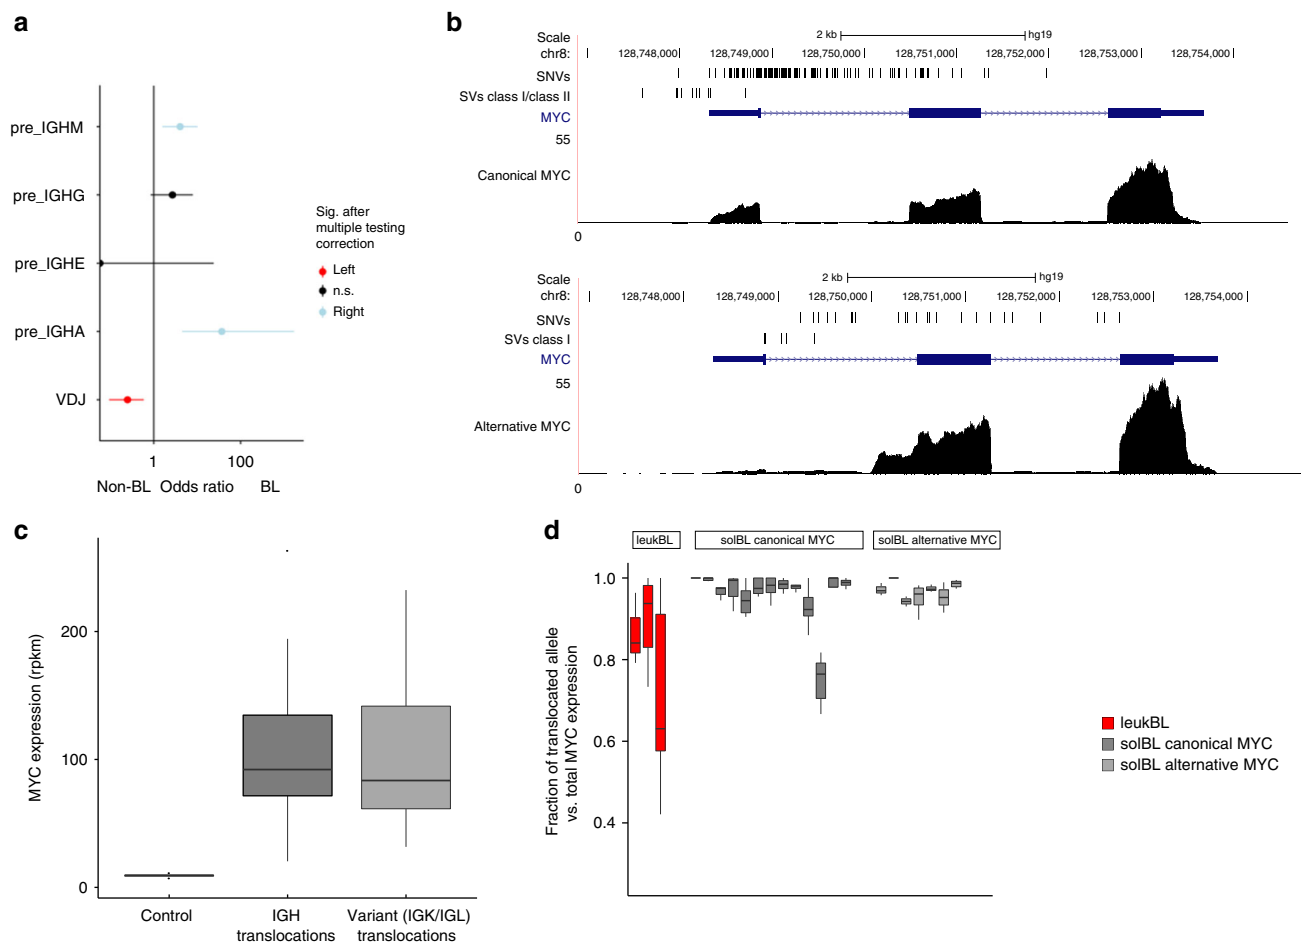 a
pre_IGHM
pre_IGHG
pre_IGHE
pre_IGHA
VDJ
1 100
Non-BL Odds ratio BL
Sig. after
multiple testing
correction
Left
n.s.
Right
b
Scale 2 kb hg19
chr8: 128,748,000 128,749,000 128,750,000 128,751,000 128,752,000 128,753,000 128,754,000
SNVs
SVs class I/class II
MYC
55
Canonical MYC
0
Scale 2 kb hg19
chr8: 128,748,000 128,749,000 128,750,000 128,751,000 128,752,000 128,753,000 128,754,000
SNVs
SVs class I
MYC
55
Alternative MYC
0
c
MYC expression (rpkm)
200
100
0
Control
IGH
translocations
Variant (IGK/IGL)
translocations
d
leukBL
solBL canonical MYC
solBL alternative MYC
Fraction of translocated allele
vs. total MYC expression
1.0
0.8
0.6
0.4
leukBL
solBL canonical MYC
solBL alternative MYC